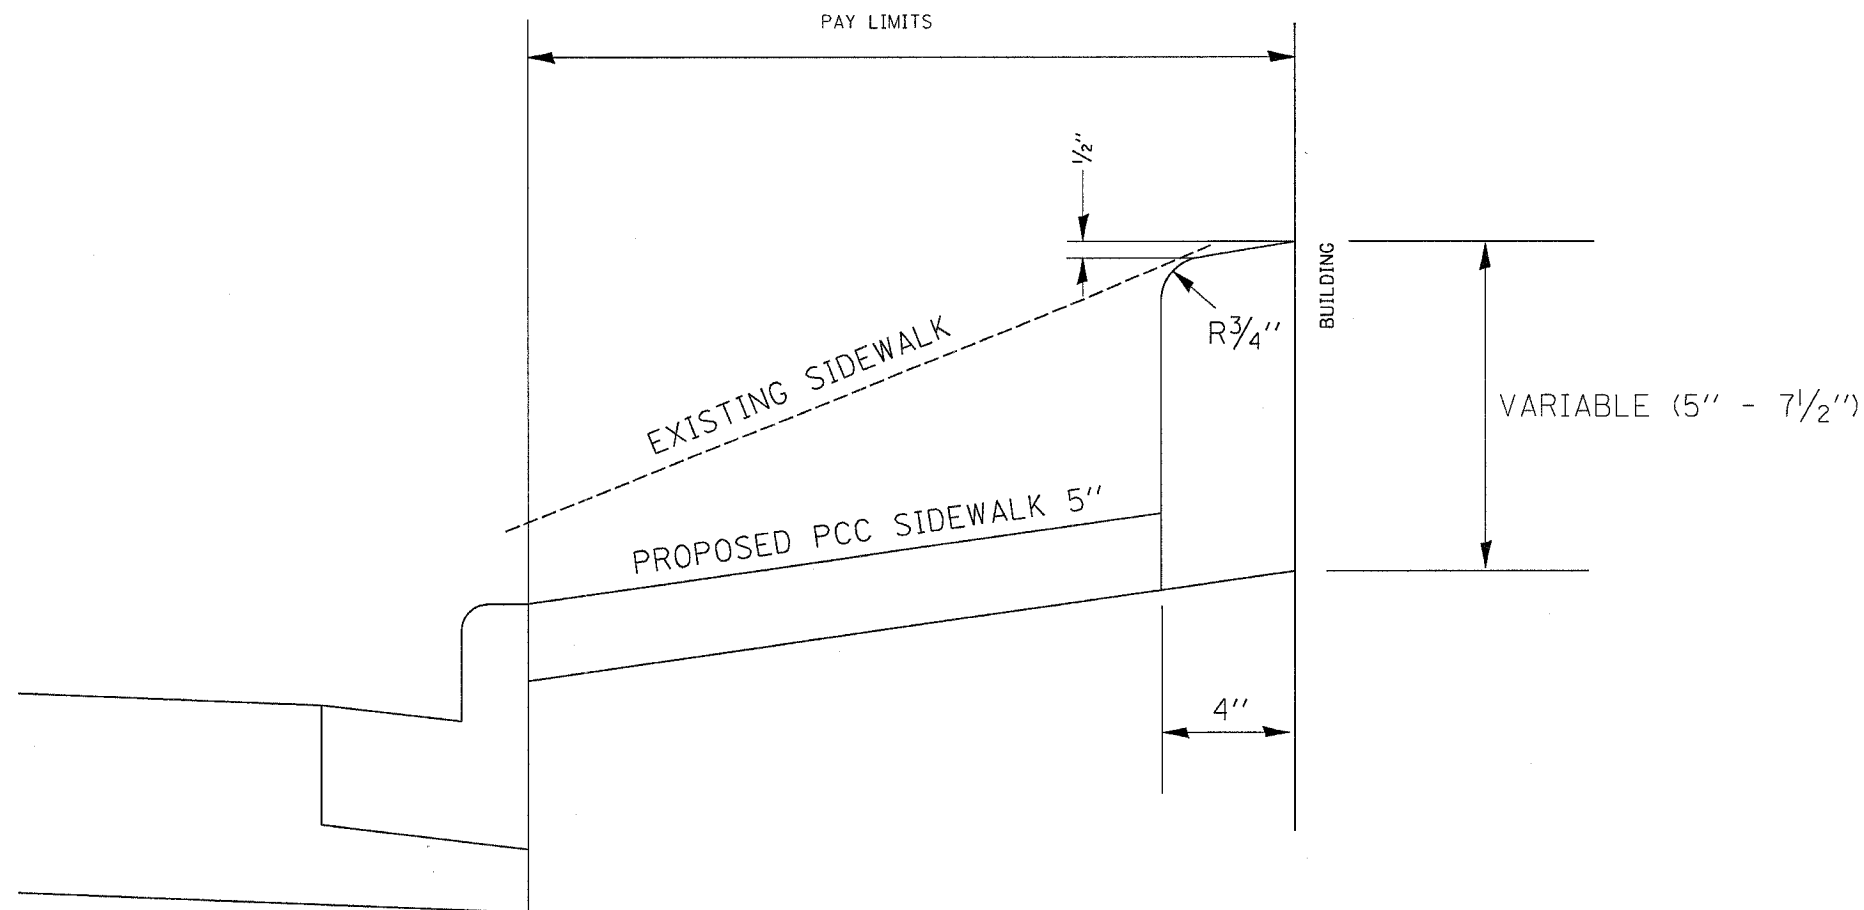 PAY LIMITS
1/2"
BUILDING
R3/4"
EXISTING SIDEWALK
VARIABLE (5" - 7 1/2")
PROPOSED PCC SIDEWALK 5"
4"